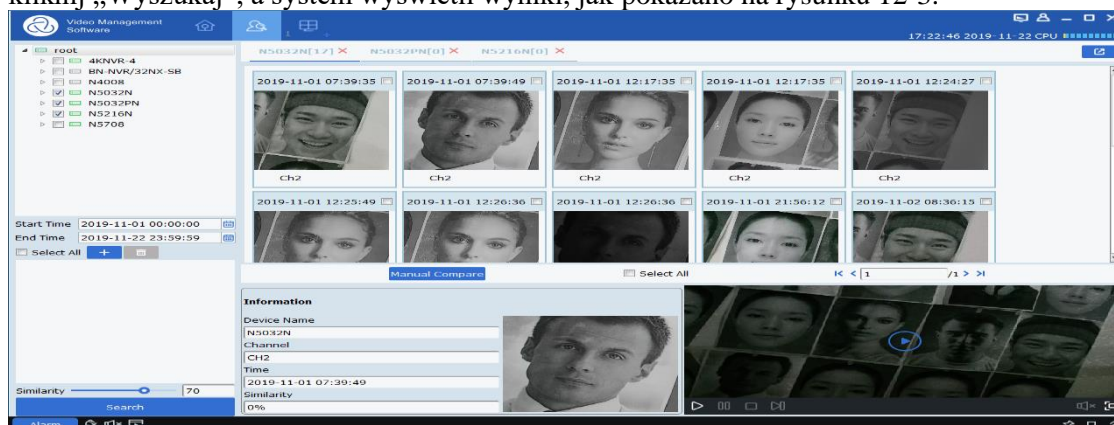 kliknij „Wyszukaj”, a system wyświetli wyniki, jak pokazano na rysunku 12-3.
Video Management
Software
1
17:22:46 2019-11-22 CPU
root
4KNVR-4
BN-NVR/32NX-SB
N4008
N5032N
N5032PN
N5216N
N5708
Start Time 2019-11-01 00:00:00
End Time 2019-11-22 23:59:59
Select All +
Similarity 70
Search
N5032N[17] × N5032PN[0] × N5216N[0] ×
2019-11-01 07:39:35 2019-11-01 07:39:49 2019-11-01 12:17:35 2019-11-01 12:17:35 2019-11-01 12:24:27
Ch2 Ch2 Ch2 Ch2 Ch2
2019-11-01 12:25:49 2019-11-01 12:26:36 2019-11-01 12:26:36 2019-11-01 21:56:12 2019-11-02 08:36:15
Manual Compare Select All 1 /1
Information
Device Name
N5032N
Channel
CH2
Time
2019-11-01 07:39:49
Similarity
0%
Alarm